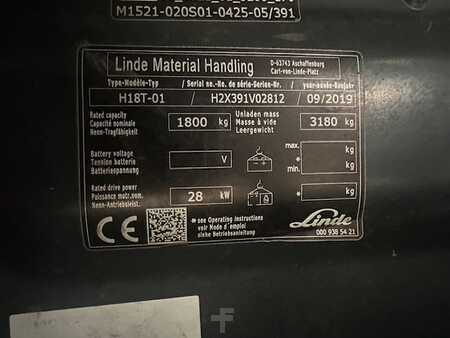 M1521-020S01-0425-05/391
Linde Material Handling
D-63743 Aschaffenburg
Carl-von-Linde-Platz
Type-Modèle-Typ / Serial no.-No. de série-Serien-Nr. / year-année-Baujahr
H18T-01 / H2X391V02812 / 09/2019
Rated capacity
Capacité nominale
Nenn-Tragfähigkeit
1800 kg
Unladen mass
Masse à vide
Leergewicht
3180 kg
Battery voltage
Tension batterie
Batteriespannung
V
max.
* kg
min.
* kg
Rated drive power
Puissance motr.nom.
Nenn-Antriebsleist.
28 kW
* kg
CE
* see Operating instructions
voir Mode d'emploi
siehe Betriebsanleitung
Linde
000 938 54 21